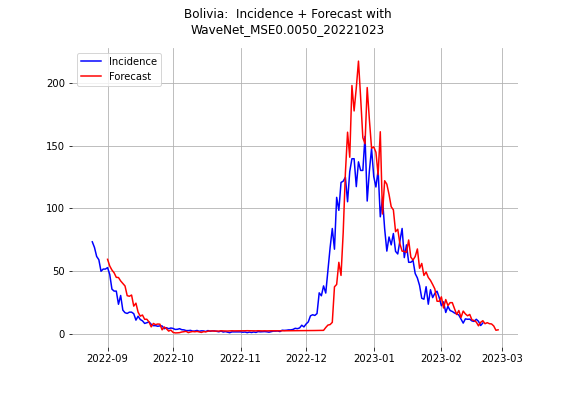 Bolivia:  Incidence + Forecast with
WaveNet_MSE0.0050_20221023
Incidence
Forecast
200
150
100
50
0
2022-09 2022-10 2022-11 2022-12 2023-01 2023-02 2023-03